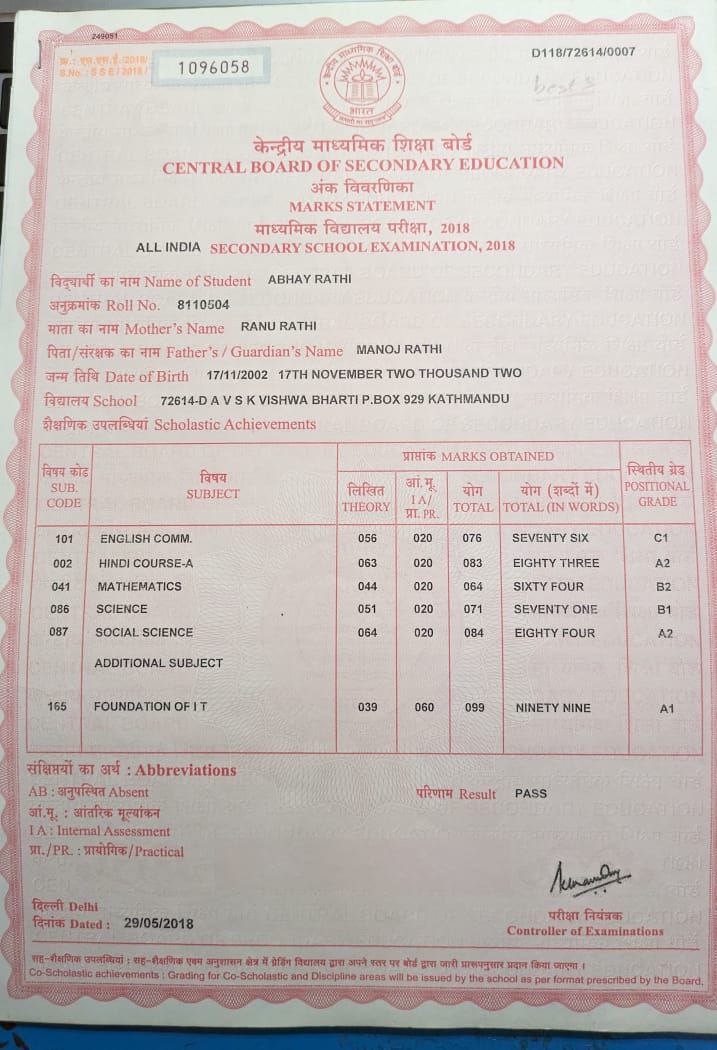 249051
क्र.: एस.एस.ई./2018/
S.No.: S S E / 2018 /
1096058
D118/72614/0007
केन्द्रीय माध्यमिक शिक्षा बोर्ड
भारत
केन्द्रीय माध्यमिक शिक्षा बोर्ड
CENTRAL BOARD OF SECONDARY EDUCATION
अंक विवरणिका
MARKS STATEMENT
माध्यमिक विद्यालय परीक्षा, 2018
ALL INDIA SECONDARY SCHOOL EXAMINATION, 2018
विद्यार्थी का नाम Name of Student ABHAY RATHI
अनुक्रमांक Roll No. 8110504
माता का नाम Mother's Name RANU RATHI
पिता/संरक्षक का नाम Father's / Guardian's Name MANOJ RATHI
जन्म तिथि Date of Birth 17/11/2002 17TH NOVEMBER TWO THOUSAND TWO
विद्यालय School 72614-D A V S K VISHWA BHARTI P.BOX 929 KATHMANDU
शैक्षणिक उपलब्धियां Scholastic Achievements
विषय कोड SUB. CODE
विषय SUBJECT
प्राप्तांक MARKS OBTAINED
लिखित THEORY
आं.मू. I A/ प्रा. PR.
योग TOTAL
योग (शब्दों में) TOTAL (IN WORDS)
स्थितीय ग्रेड POSITIONAL GRADE
101 ENGLISH COMM. 056 020 076 SEVENTY SIX C1
002 HINDI COURSE-A 063 020 083 EIGHTY THREE A2
041 MATHEMATICS 044 020 064 SIXTY FOUR B2
086 SCIENCE 051 020 071 SEVENTY ONE B1
087 SOCIAL SCIENCE 064 020 084 EIGHTY FOUR A2
ADDITIONAL SUBJECT
165 FOUNDATION OF I T 039 060 099 NINETY NINE A1
संक्षिप्तियों का अर्थ : Abbreviations
AB : अनुपस्थित Absent
परिणाम Result PASS
आं.मू. : आंतरिक मूल्यांकन
I A : Internal Assessment
प्रा./PR. : प्रायोगिक/Practical
दिल्ली Delhi
दिनांक Dated : 29/05/2018
परीक्षा नियंत्रक
Controller of Examinations
सह-शैक्षणिक उपलब्धियां : सह-शैक्षणिक एवम अनुशासन क्षेत्र में ग्रेडिंग विद्यालय द्वारा अपने स्तर पर बोर्ड द्वारा जारी प्रारूपनुसार प्रदान किया जाएगा ।
Co-Scholastic achievements : Grading for Co-Scholastic and Discipline areas will be issued by the school as per format prescribed by the Board.